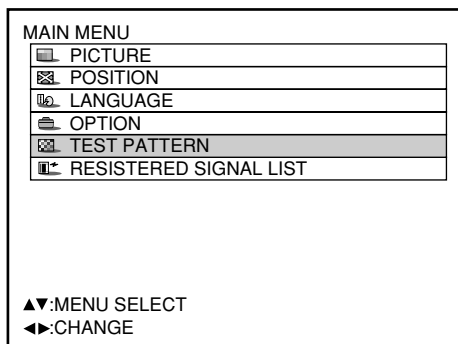 MAIN MENU
PICTURE
POSITION
LANGUAGE
OPTION
TEST PATTERN
RESISTERED SIGNAL LIST
▲▼:MENU SELECT
◄►:CHANGE